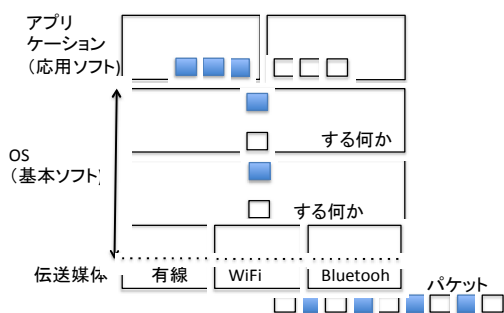 アプリ
ケーション
(応用ソフト)
する何か
OS
(基本ソフト)
する何か
伝送媒体
有線
WiFi
Bluetooh
パケット